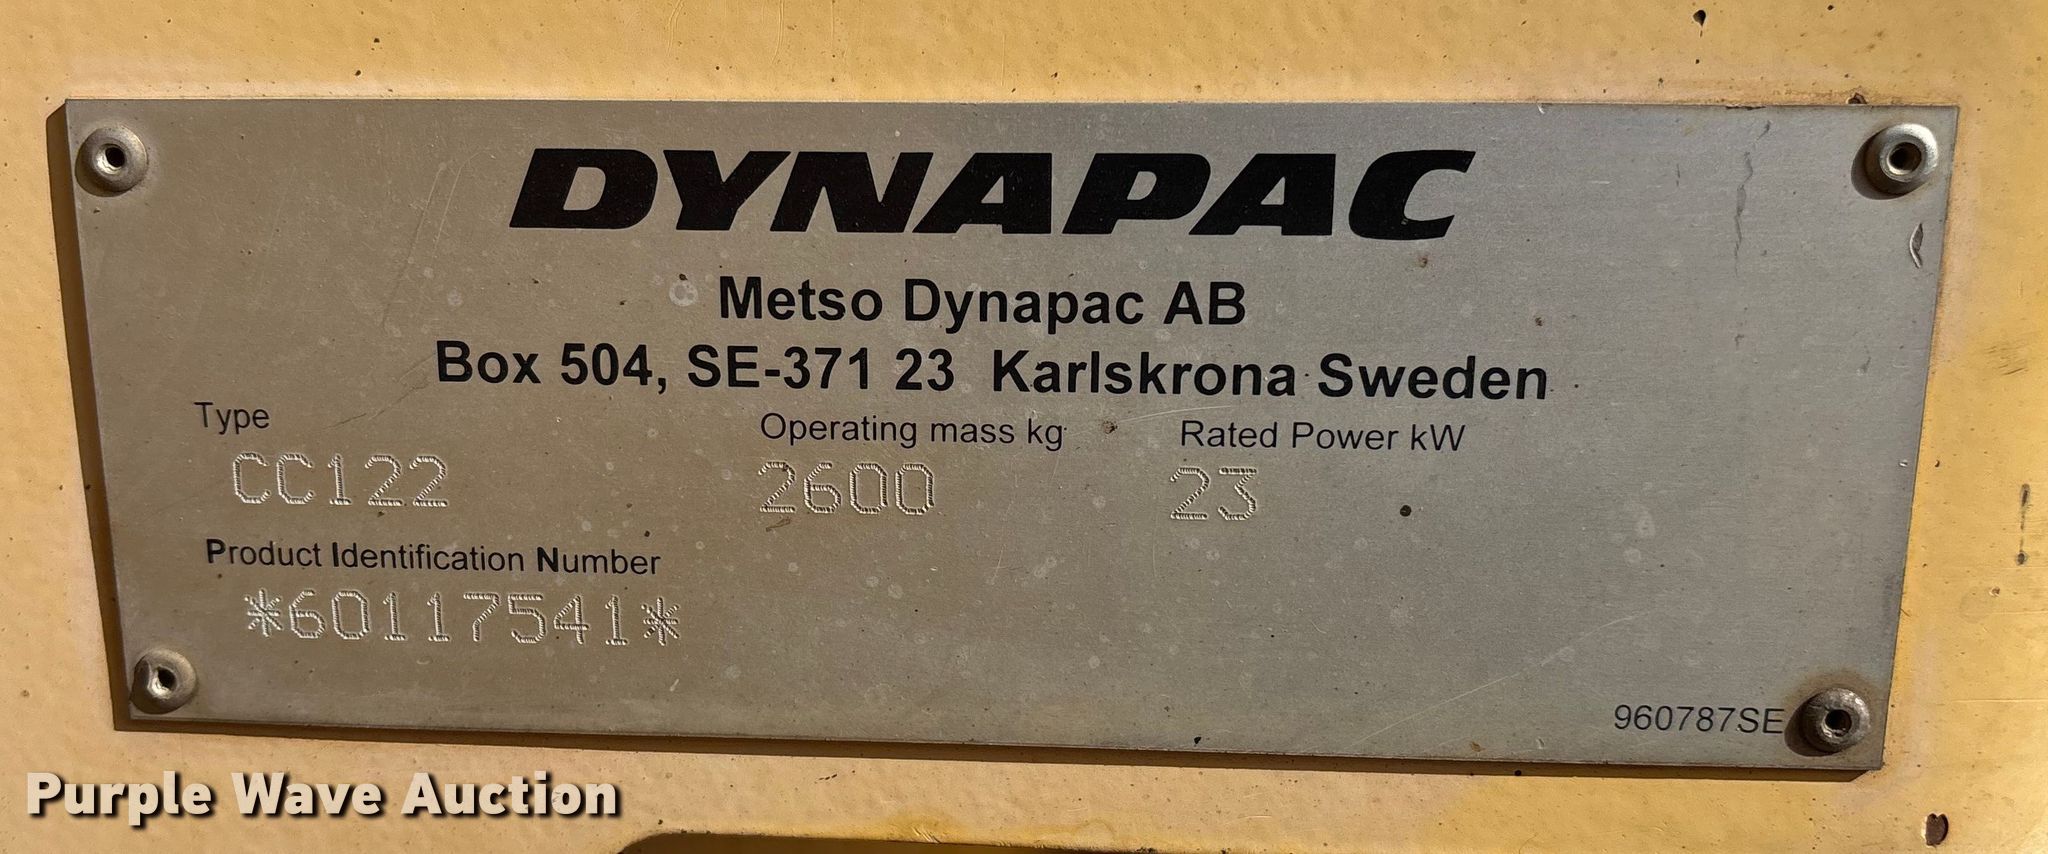 DYNAPAC
Metso Dynapac AB
Box 504, SE-371 23 Karlskrona Sweden
Type Operating mass kg Rated Power kW
CC122 2600 23
Product Identification Number
*60117541*
960787SE
Purple Wave Auction